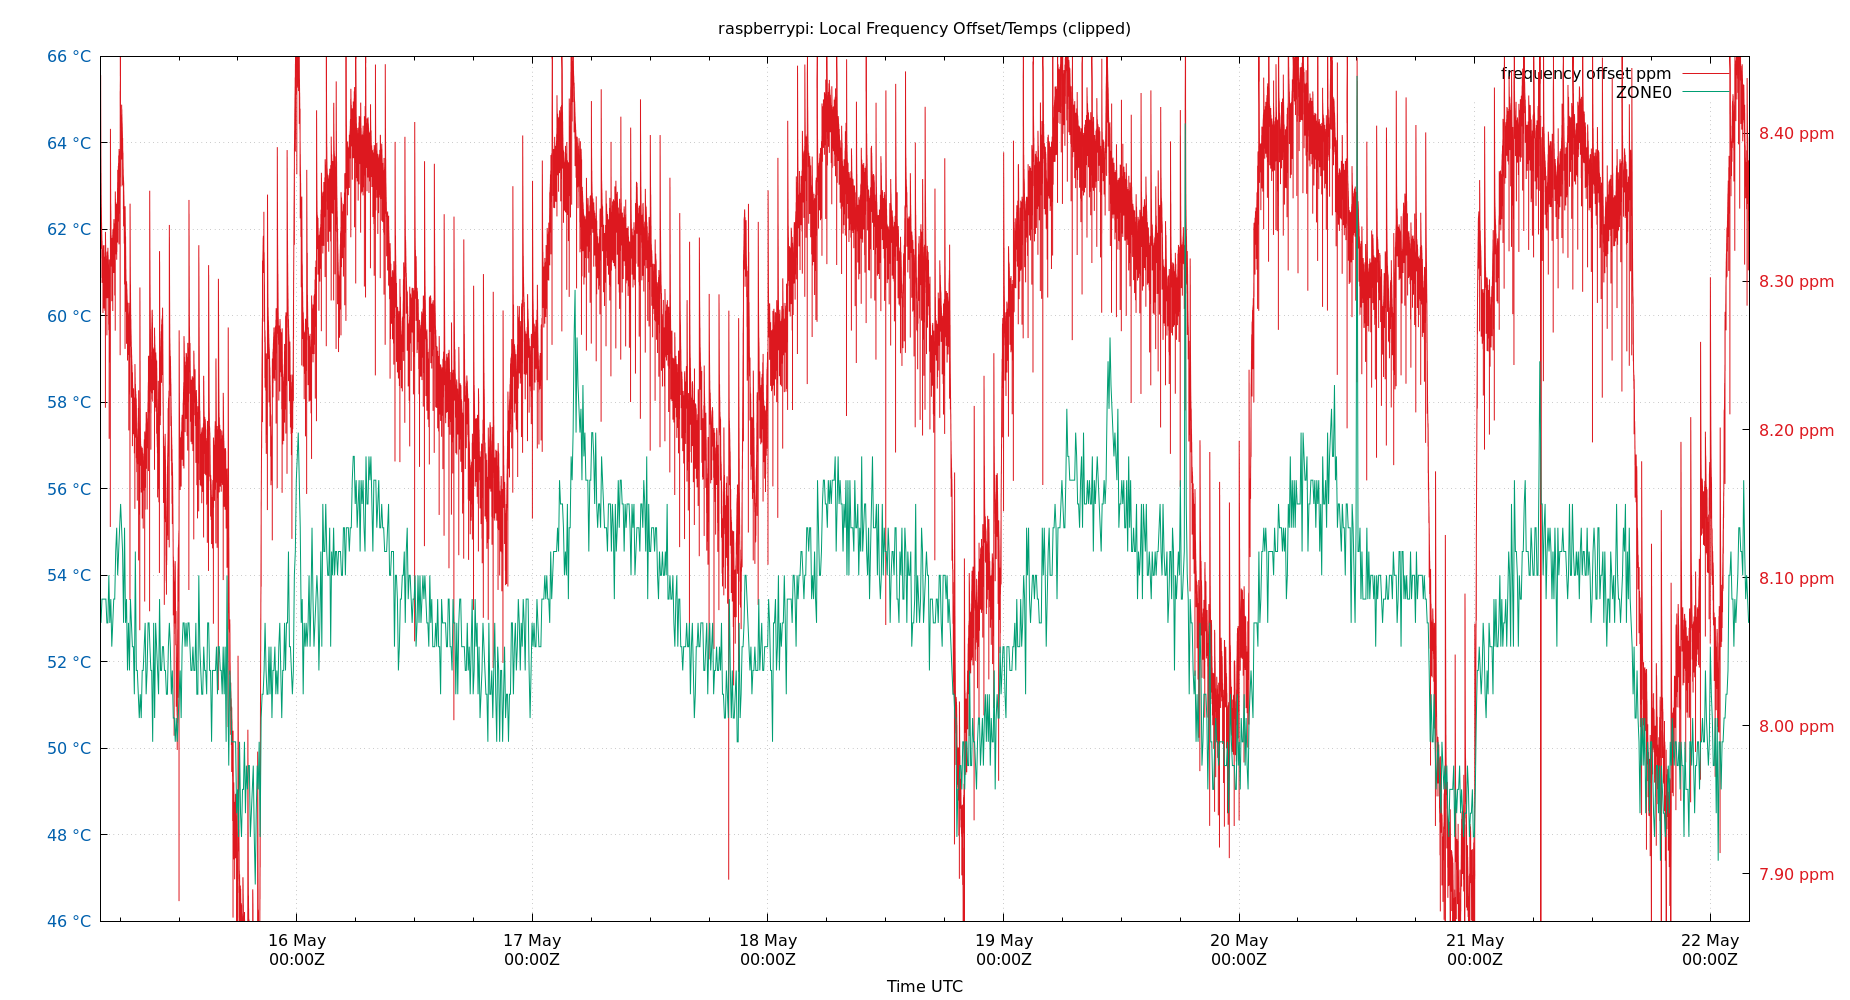 raspberrypi: Local Frequency Offset/Temps (clipped)
66 °C
64 °C
62 °C
60 °C
58 °C
56 °C
54 °C
52 °C
50 °C
48 °C
46 °C
frequency offset ppm
ZONE0
8.40 ppm
8.30 ppm
8.20 ppm
8.10 ppm
8.00 ppm
7.90 ppm
16 May
00:00Z
17 May
00:00Z
18 May
00:00Z
19 May
00:00Z
20 May
00:00Z
21 May
00:00Z
22 May
00:00Z
Time UTC